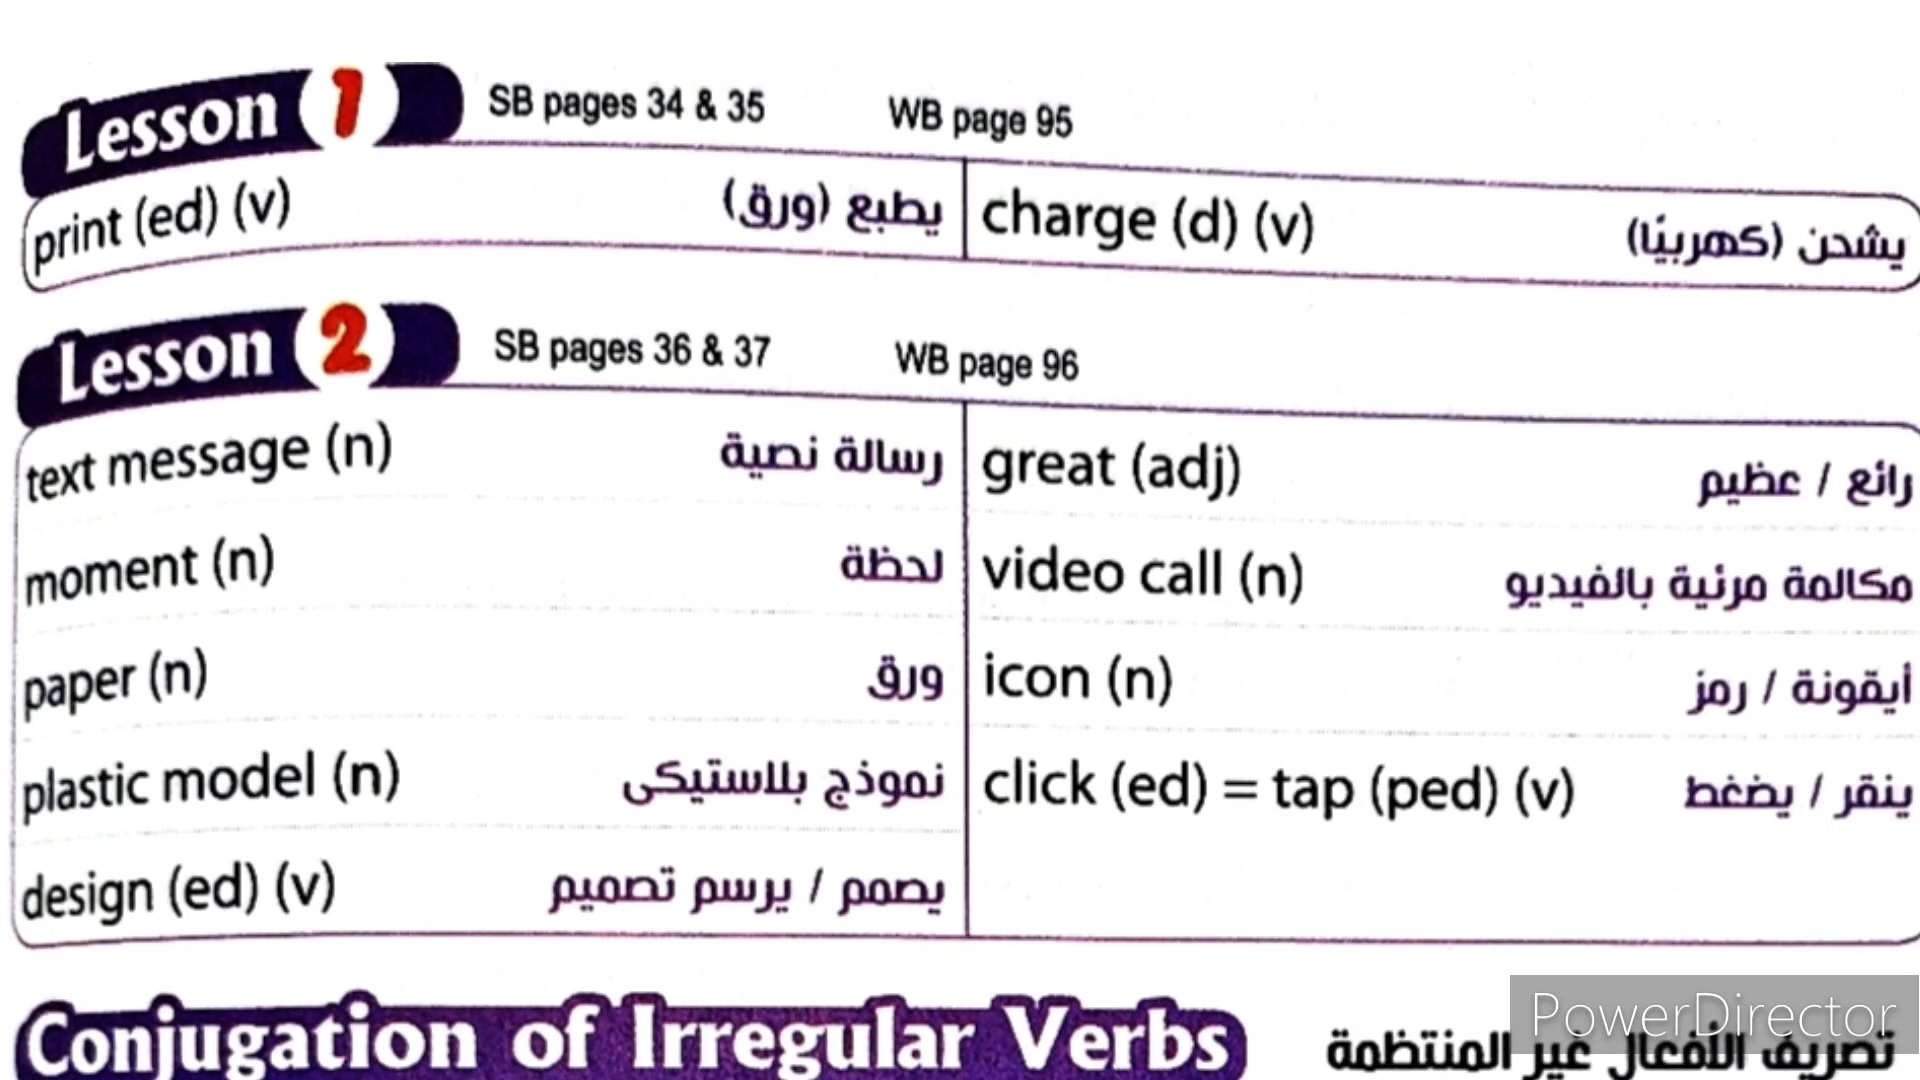 Lesson 1 SB pages 34 & 35 WB page 95
print (ed) (v) يطبع (ورق) charge (d) (v) يشحن (كهربيًا)
Lesson 2 SB pages 36 & 37 WB page 96
text message (n) رسالة نصية great (adj) رائع / عظيم
moment (n) لحظة video call (n) مكالمة مرئية بالفيديو
paper (n) ورق icon (n) أيقونة / رمز
plastic model (n) نموذج بلاستيكى click (ed) = tap (ped) (v) ينقر / يضغط
design (ed) (v) يصمم / يرسم تصميم
PowerDirector
Conjugation of Irregular Verbs تصريف الأفعال غير المنتظمة